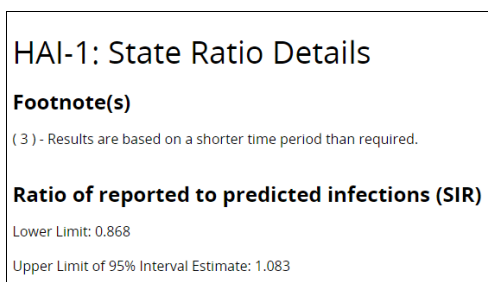 HAI-1: State Ratio Details
Footnote(s)
( 3 ) - Results are based on a shorter time period than required.
Ratio of reported to predicted infections (SIR)
Lower Limit: 0.868
Upper Limit of 95% Interval Estimate: 1.083